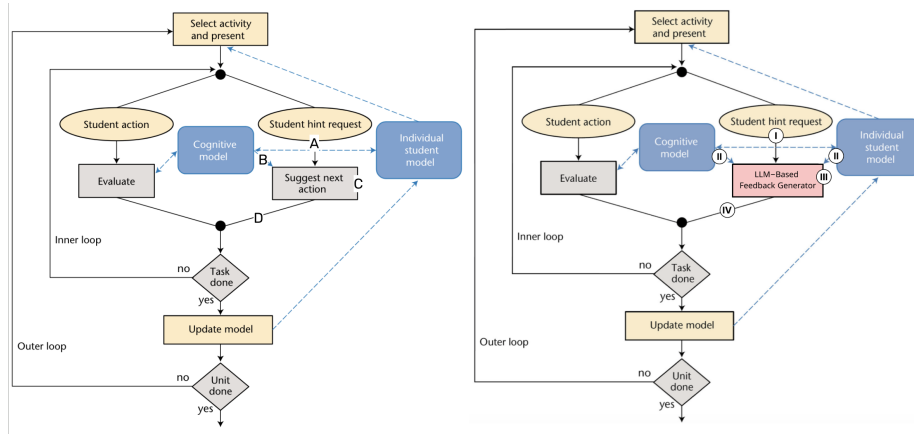 Select activity
and present
Student action
Student hint request
A
Cognitive
model
Individual
student
model
B
Evaluate
Suggest next
action
C
D
Inner loop
no
Task
done
yes
Update model
Outer loop
no
Unit
done
yes
Select activity
and present
Student action
Student hint request
I
Cognitive
model
Individual
student model
II
II
Evaluate
LLM-Based
Feedback Generator
III
IV
Inner loop
no
Task
done
yes
Update model
Outer loop
no
Unit
done
yes